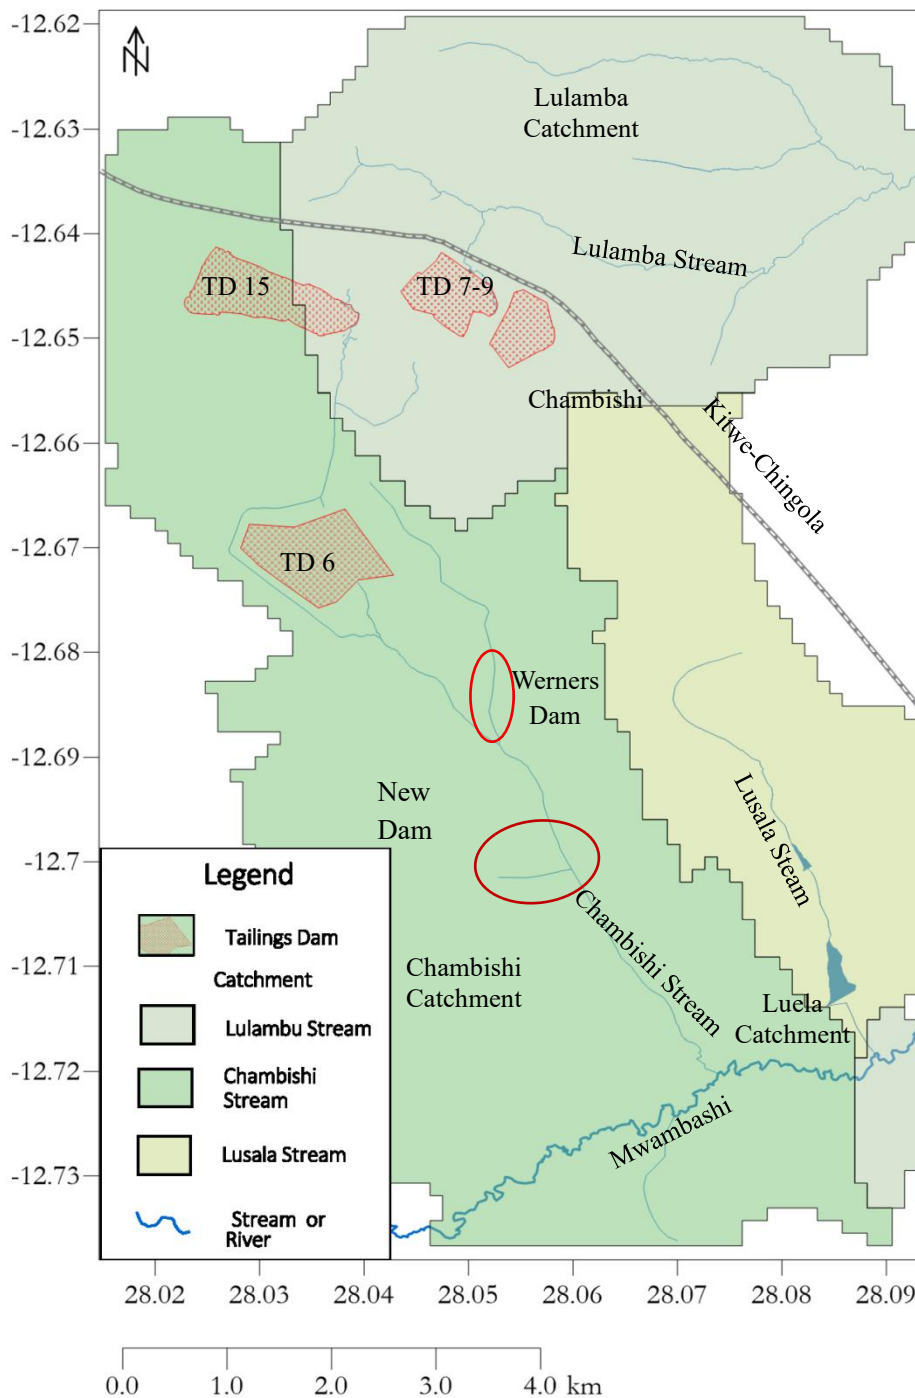 -12.62
-12.63
-12.64
-12.65
-12.66
-12.67
-12.68
-12.69
-12.7
-12.71
-12.72
-12.73
N
Lulamba
Catchment
Lulamba Stream
TD 15
TD 7-9
Chambishi
Kitwe-Chingola
TD 6
Werners
Dam
New
Dam
Lusala Steam
Chambishi Stream
Chambishi
Catchment
Luela
Catchment
Mwambashi
Legend
Tailings Dam
Catchment
Lulambu Stream
Chambishi
Stream
Lusala Stream
Stream or
River
28.02 28.03 28.04 28.05 28.06 28.07 28.08 28.09
0.0 1.0 2.0 3.0 4.0 km